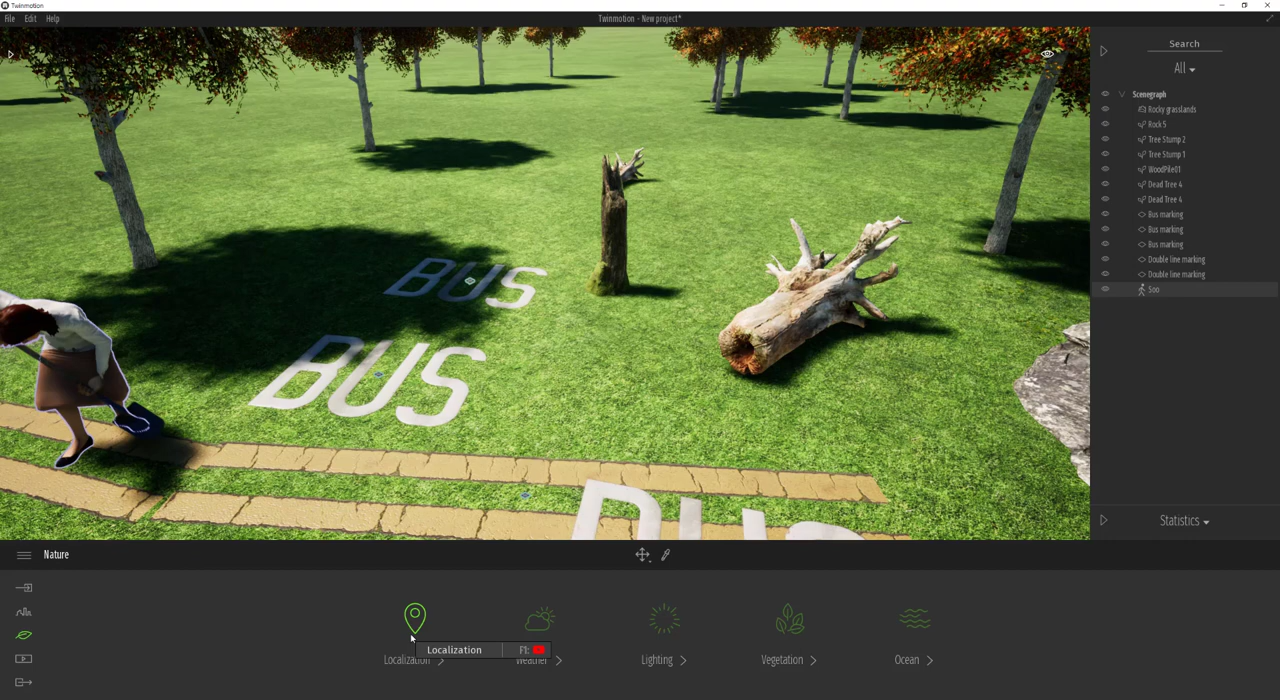 Twinmotion
File Edit Help
Twinmotion - New project*
Search
All
Scenegraph
Rocky grasslands
Rock 5
Tree Stump 2
Tree Stump 1
WoodPile01
Dead Tree 4
Dead Tree 4
Bus marking
Bus marking
Bus marking
Double line marking
Double line marking
Soo
BUS
BUS
BUS
Statistics
Nature
Localization F1:
Localization
Weather
Lighting
Vegetation
Ocean